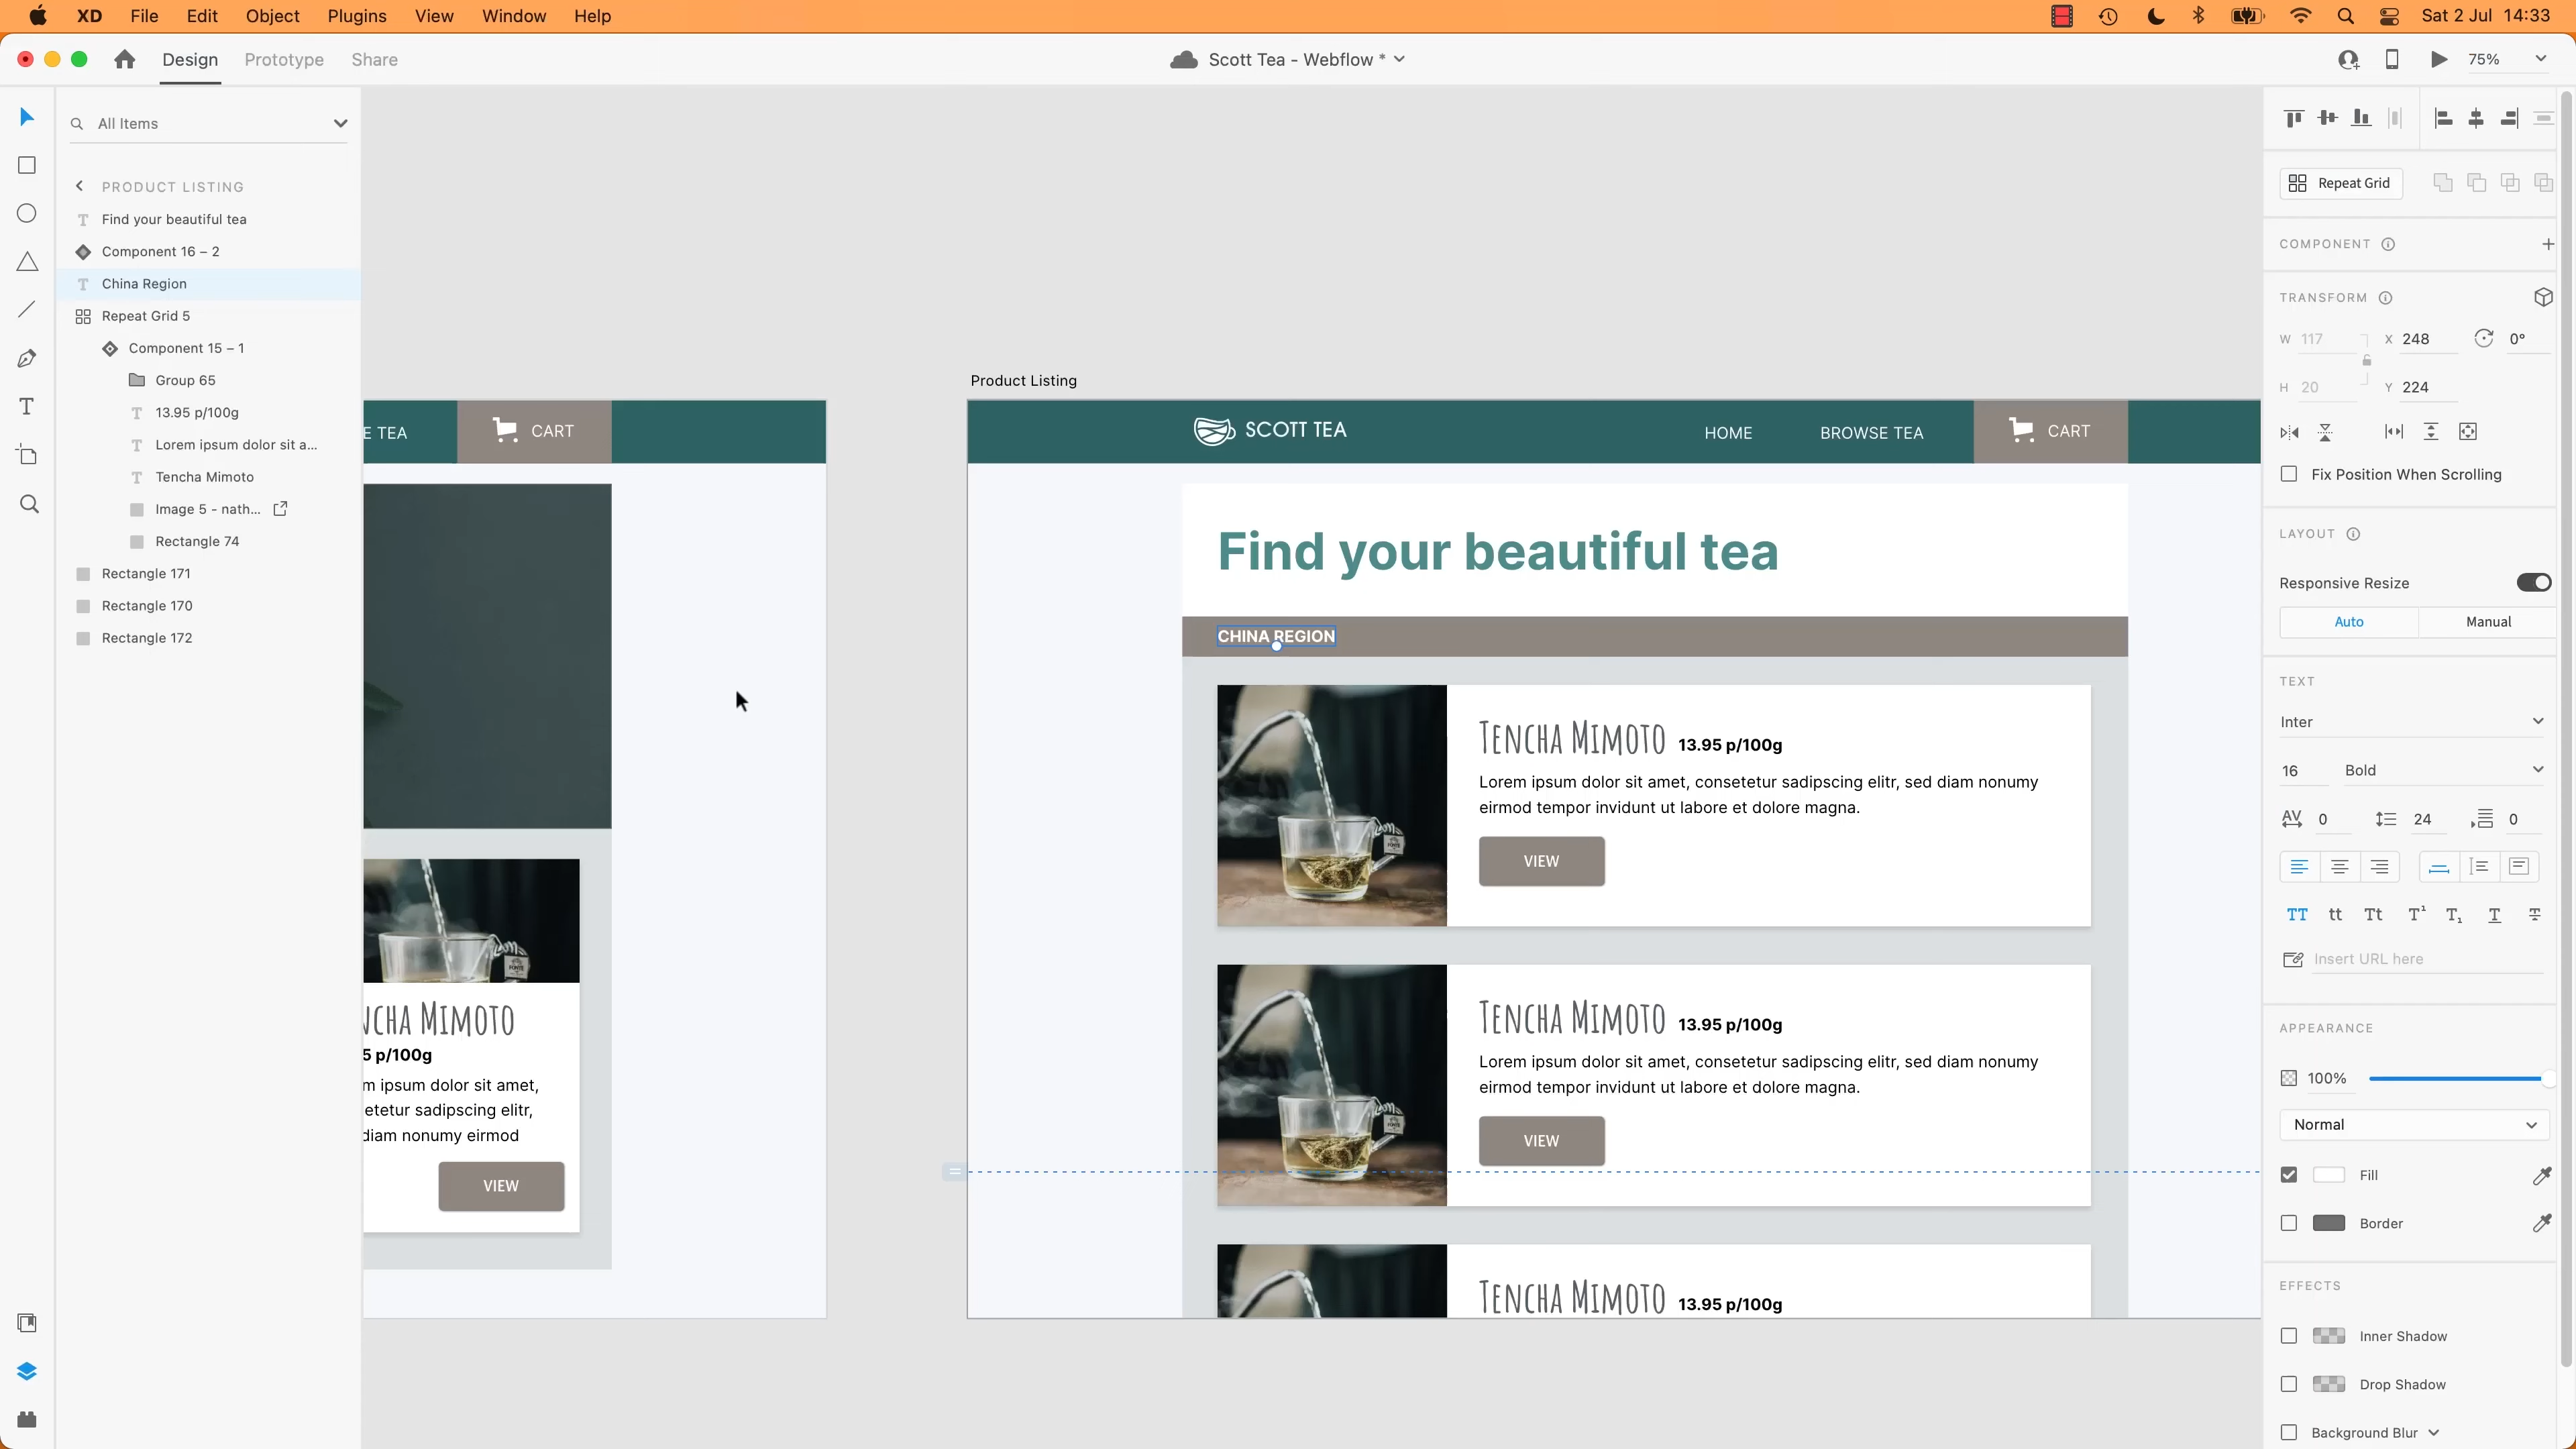 XD File Edit Object Plugins View Window Help Sat 2 Jul 14:33
Design Prototype Share Scott Tea - Webflow * 75%
All Items
PRODUCT LISTING
Find your beautiful tea
Component 16 – 2
China Region
Repeat Grid 5
Component 15 – 1
Group 65
13.95 p/100g
Lorem ipsum dolor sit a...
Tencha Mimoto
Image 5 - nath...
Rectangle 74
Rectangle 171
Rectangle 170
Rectangle 172
E TEA CART
NCHA MIMOTO
5 p/100g
m ipsum dolor sit amet,
etetur sadipscing elitr,
diam nonumy eirmod
VIEW
Product Listing
SCOTT TEA HOME BROWSE TEA CART
Find your beautiful tea
CHINA REGION
TENCHA MIMOTO 13.95 p/100g
Lorem ipsum dolor sit amet, consetetur sadipscing elitr, sed diam nonumy
eirmod tempor invidunt ut labore et dolore magna.
VIEW
TENCHA MIMOTO 13.95 p/100g
Lorem ipsum dolor sit amet, consetetur sadipscing elitr, sed diam nonumy
eirmod tempor invidunt ut labore et dolore magna.
VIEW
TENCHA MIMOTO 13.95 p/100g
Repeat Grid
COMPONENT
TRANSFORM
W 117 X 248 0°
H 20 Y 224
Fix Position When Scrolling
LAYOUT
Responsive Resize
Auto Manual
TEXT
Inter
16 Bold
AV 0 24 0
TT tt Tt T¹ T₁ T T
Insert URL here
APPEARANCE
100%
Normal
Fill
Border
EFFECTS
Inner Shadow
Drop Shadow
Background Blur